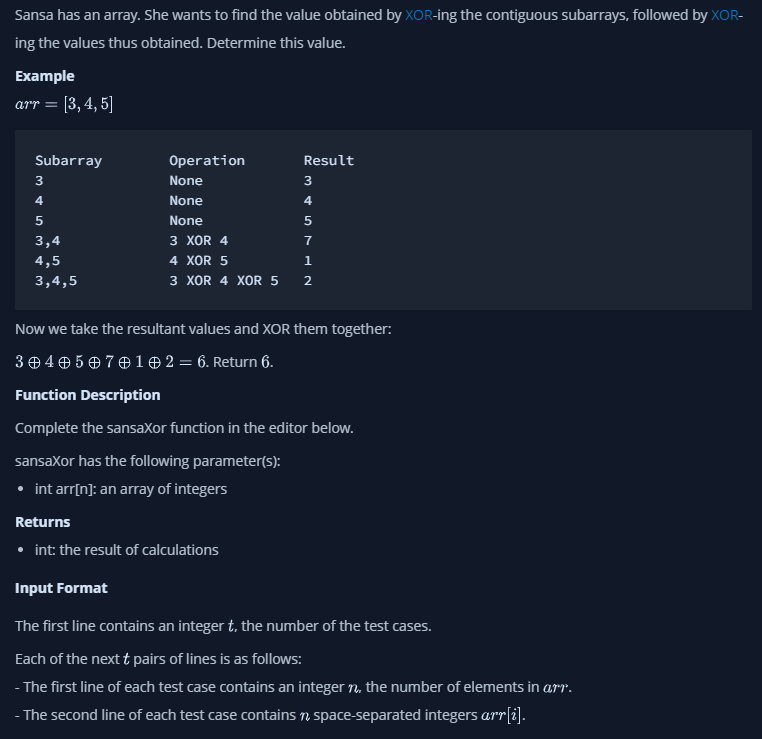 Sansa has an array. She wants to find the value obtained by XOR-ing the contiguous subarrays, followed by XOR-
ing the values thus obtained. Determine this value.
Example
arr = [3, 4, 5]
Subarray Operation Result
3 None 3
4 None 4
5 None 5
3,4 3 XOR 4 7
4,5 4 XOR 5 1
3,4,5 3 XOR 4 XOR 5 2
Now we take the resultant values and XOR them together:
3 ⊕ 4 ⊕ 5 ⊕ 7 ⊕ 1 ⊕ 2 = 6. Return 6.
Function Description
Complete the sansaXor function in the editor below.
sansaXor has the following parameter(s):
• int arr[n]: an array of integers
Returns
• int: the result of calculations
Input Format
The first line contains an integer t, the number of the test cases.
Each of the next t pairs of lines is as follows:
- The first line of each test case contains an integer n, the number of elements in arr.
- The second line of each test case contains n space-separated integers arr[i].